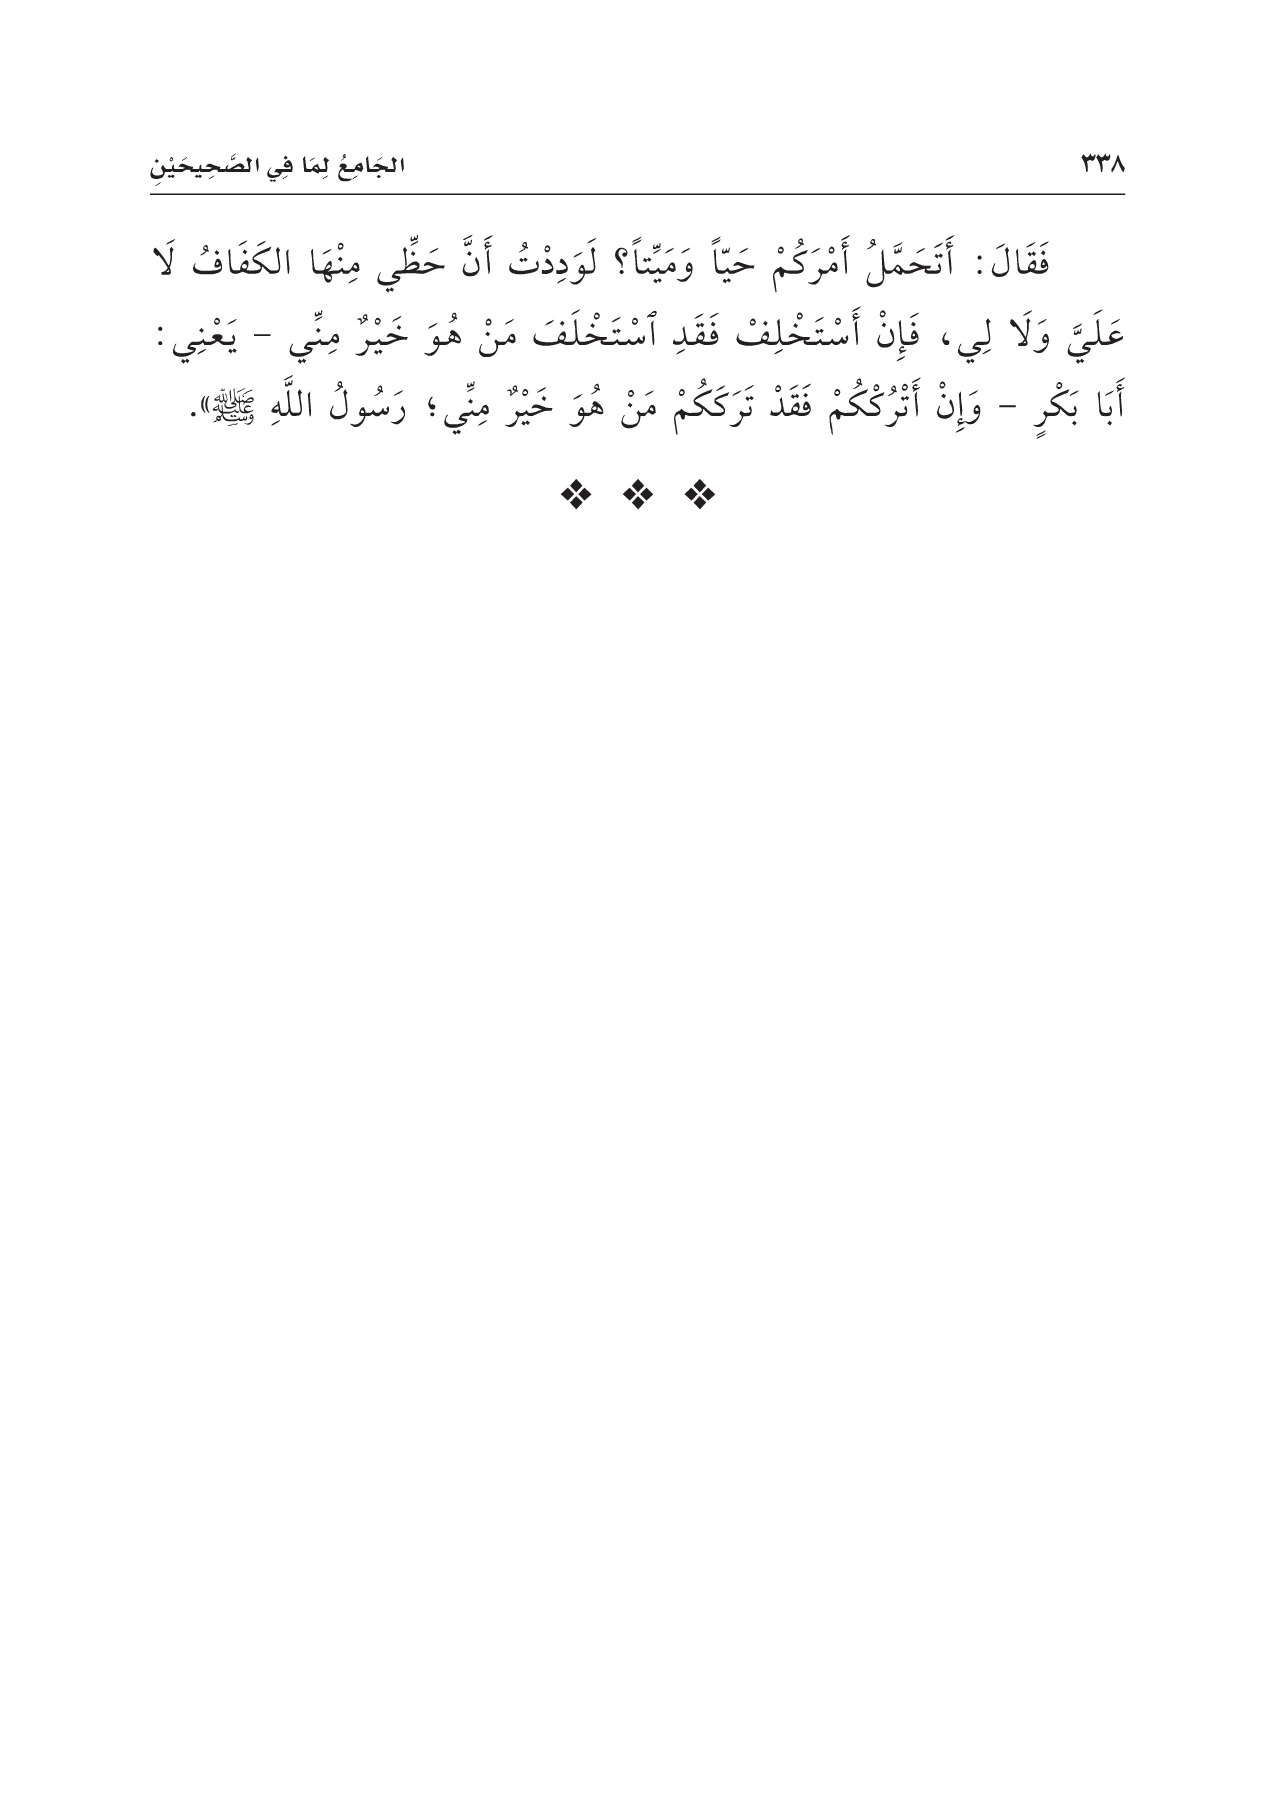 ٣٣٨ الجَامِعُ لِمَا فِي الصَّحِيحَيْنِ
فَقَالَ: أَتَحَمَّلُ أَمْرَكُمْ حَيّاً وَمَيِّتاً؟ لَوَدِدْتُ أَنَّ حَظِّي مِنْهَا الكَفَافُ لَا
عَلَيَّ وَلَا لِي، فَإِنْ أَسْتَخْلِفْ فَقَدِ ٱسْتَخْلَفَ مَنْ هُوَ خَيْرٌ مِنِّي – يَعْنِي:
أَبَا بَكْرٍ – وَإِنْ أَتْرُكْكُمْ فَقَدْ تَرَكَكُمْ مَنْ هُوَ خَيْرٌ مِنِّي؛ رَسُولُ اللَّهِ ﷺ».